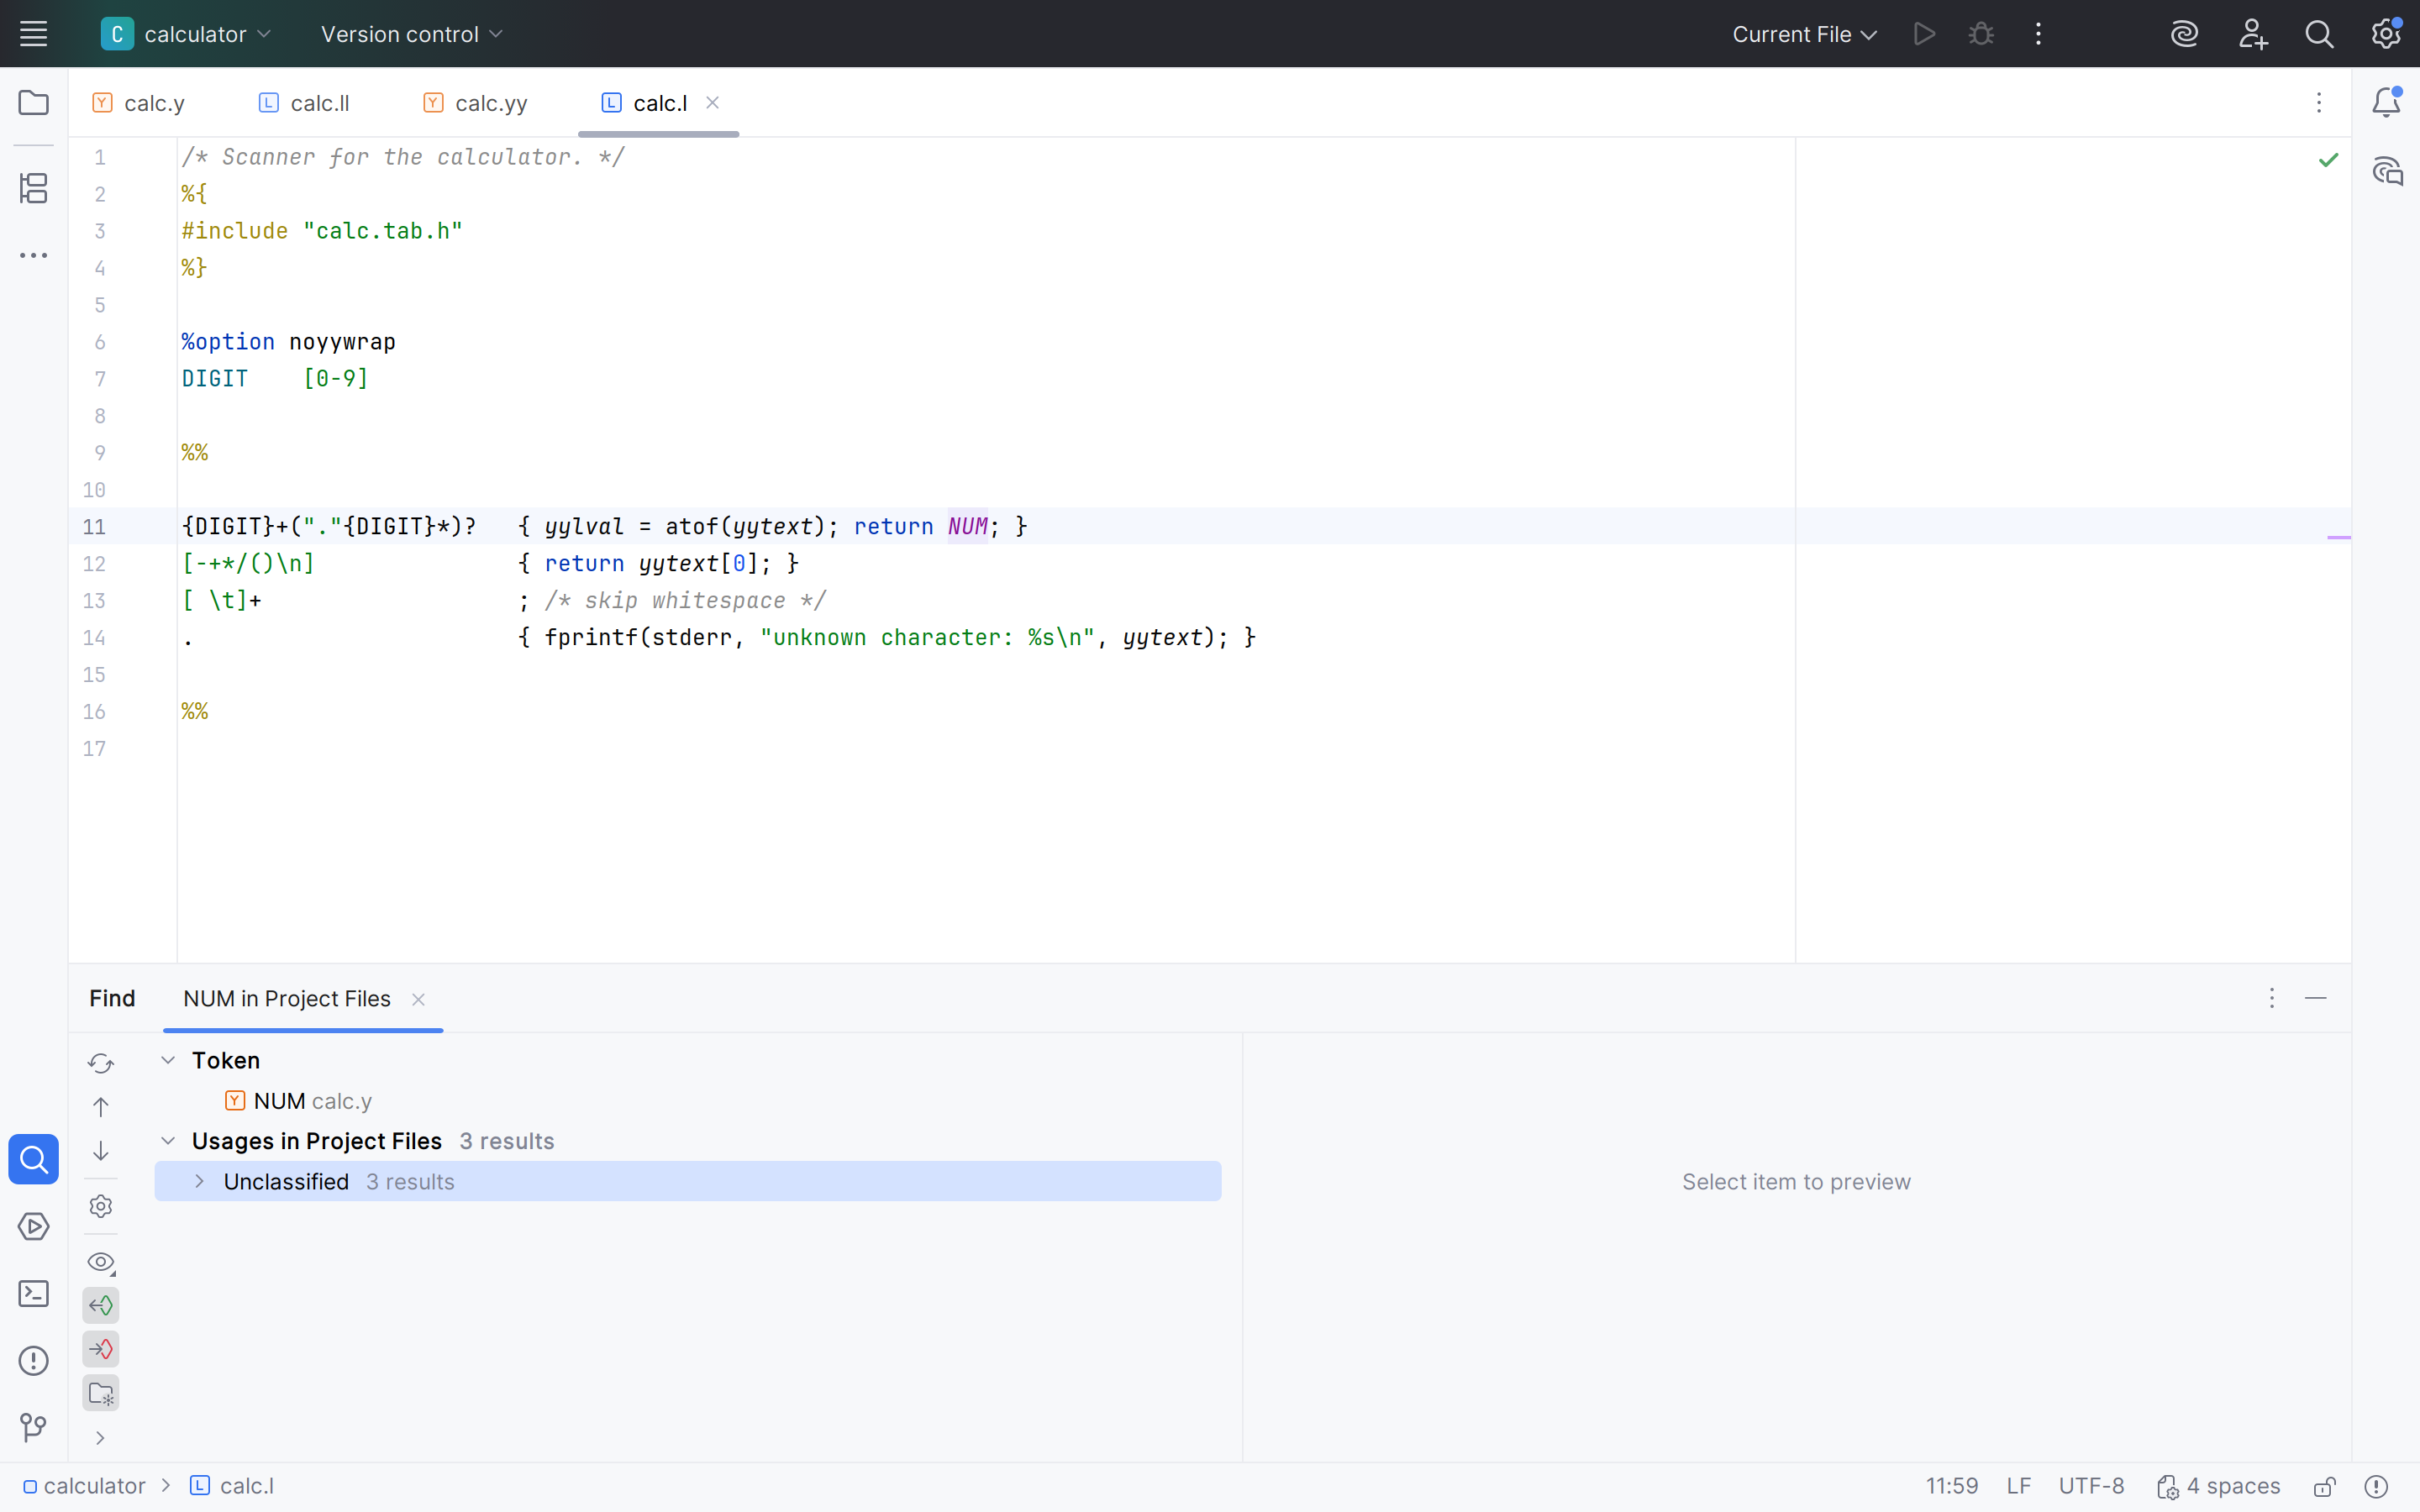 C calculator Version control Current File
calc.y calc.ll calc.yy calc.l
1 /* Scanner for the calculator. */
2 %{
3 #include "calc.tab.h"
4 %}
5
6 %option noyywrap
7 DIGIT [0-9]
8
9 %%
10
11 {DIGIT}+("."{DIGIT}*)? { yylval = atof(yytext); return NUM; }
12 [-+*/()\n] { return yytext[0]; }
13 [ \t]+ ; /* skip whitespace */
14 . { fprintf(stderr, "unknown character: %s\n", yytext); }
15
16 %%
17
Find NUM in Project Files
Token
Y NUM calc.y
Usages in Project Files 3 results
Unclassified 3 results
Select item to preview
calculator > L calc.l 11:59 LF UTF-8 4 spaces